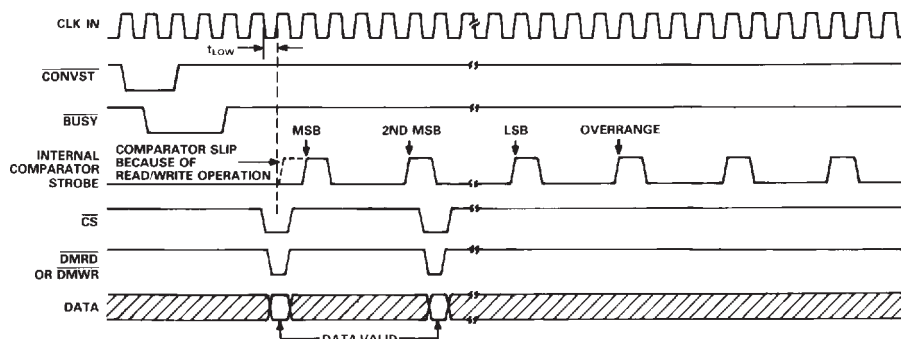 CLK IN
tLOW
CONVST
BUSY
MSB
2ND MSB
LSB
OVERRANGE
INTERNAL
COMPARATOR
STROBE
COMPARATOR SLIP
BECAUSE OF
READ/WRITE OPERATION
CS
DMRD
OR DMWR
DATA
DATA VALID